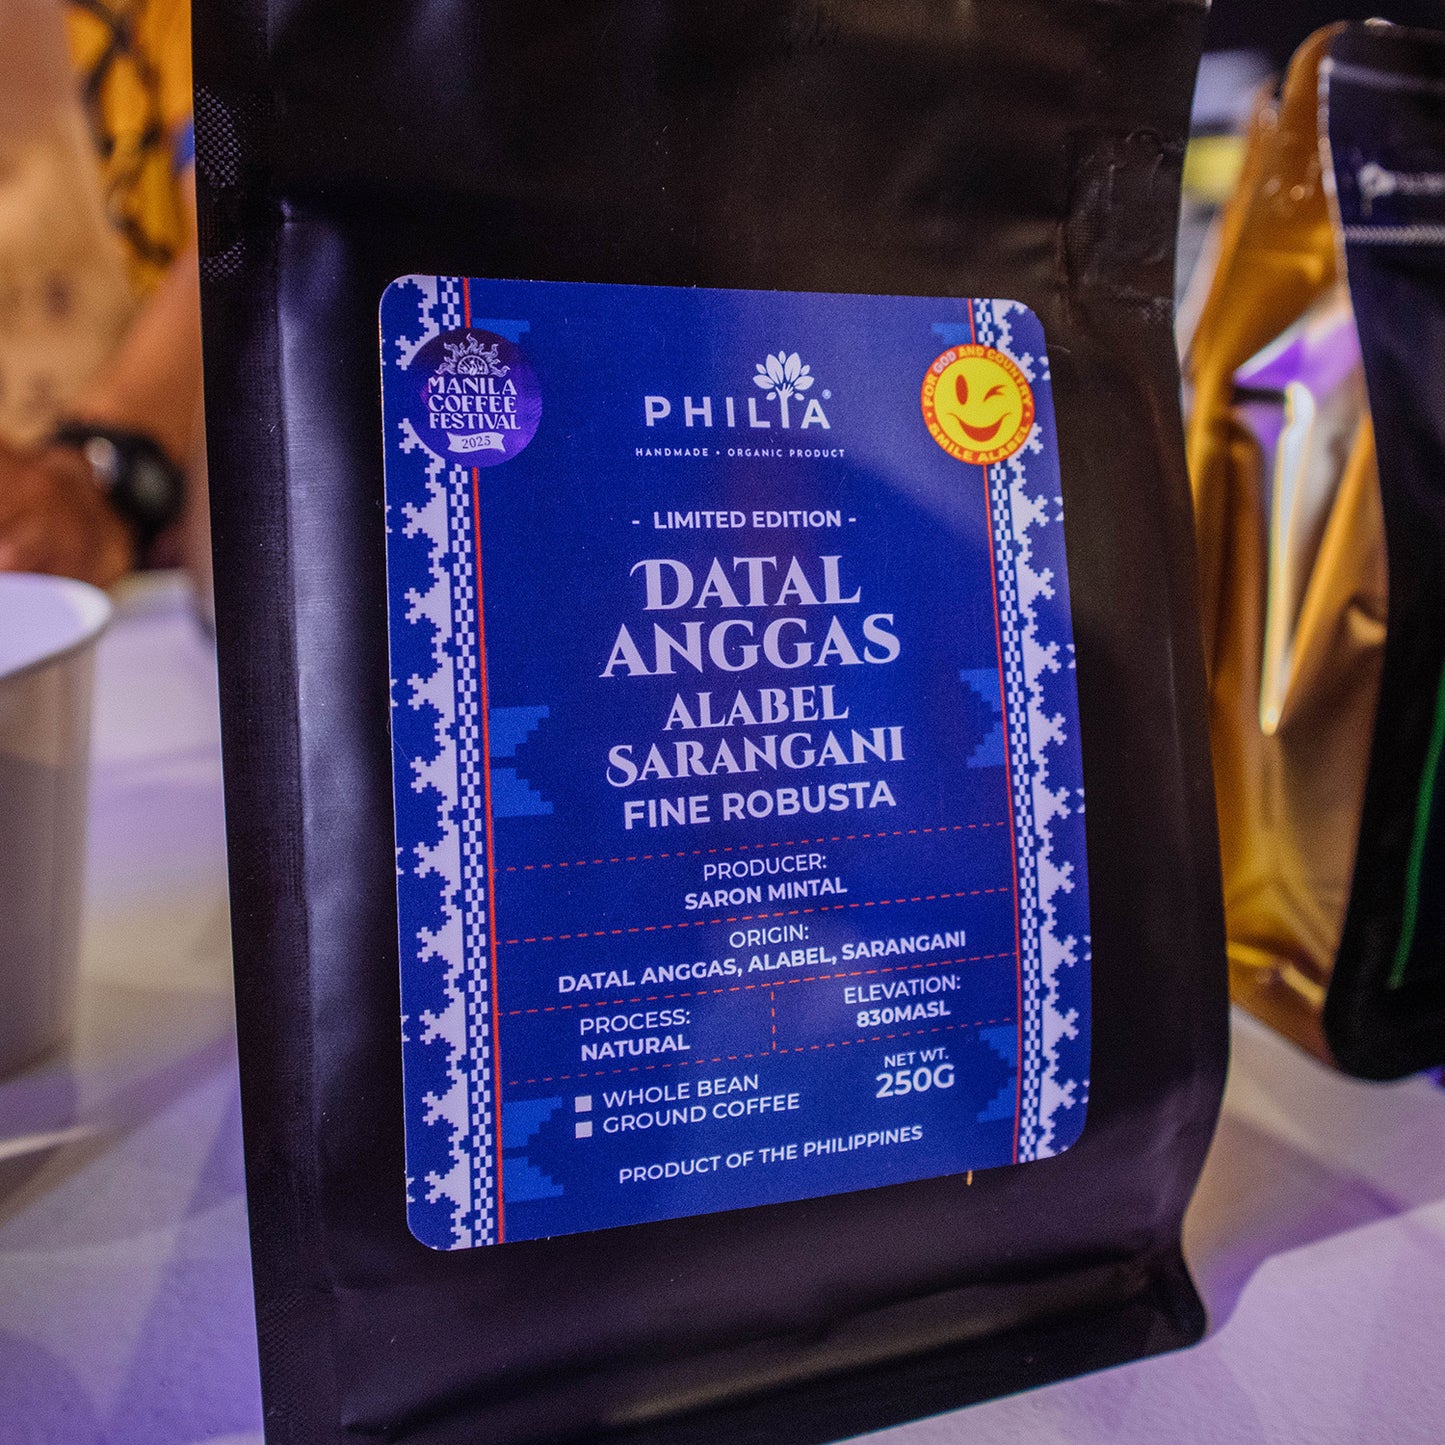 MANILA
COFFEE
FESTIVAL
2025
PHILIA®
HANDMADE • ORGANIC PRODUCT
FOR GOD AND COUNTRY
SMILE ALABEL
- LIMITED EDITION -
DATAL
ANGGAS
ALABEL
SARANGANI
FINE ROBUSTA
PRODUCER:
SARON MINTAL
ORIGIN:
DATAL ANGGAS, ALABEL, SARANGANI
PROCESS:
NATURAL
ELEVATION:
830MASL
WHOLE BEAN
GROUND COFFEE
NET WT.
250G
PRODUCT OF THE PHILIPPINES